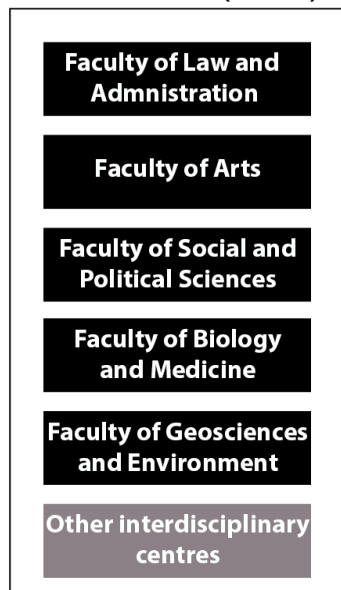 Faculty of Law and
Admnistration
Faculty of Arts
Faculty of Social and
Political Sciences
Faculty of Biology
and Medicine
Faculty of Geosciences
and Environment
Other interdisciplinary
centres